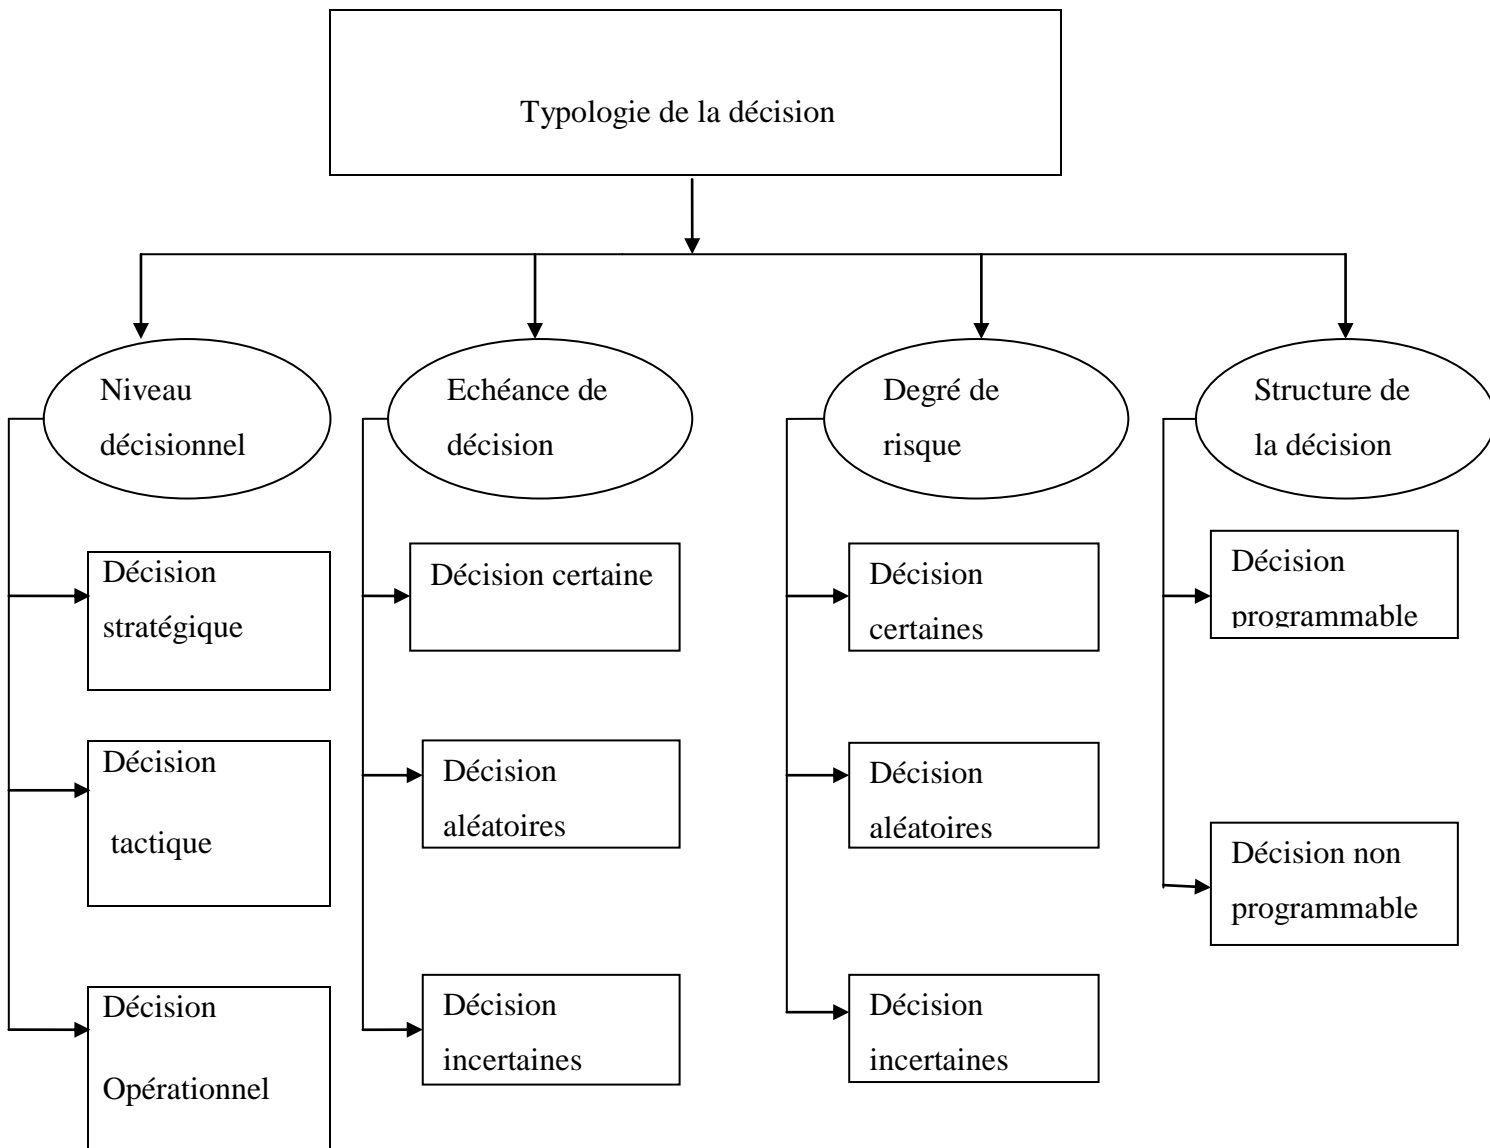 Typologie de la décision
Niveau
décisionnel
Echéance de
décision
Degré de
risque
Structure de
la décision
Décision
stratégique
Décision
tactique
Décision
Opérationnel
Décision certaine
Décision
aléatoires
Décision
incertaines
Décision
certaines
Décision
aléatoires
Décision
incertaines
Décision
programmable
Décision non
programmable